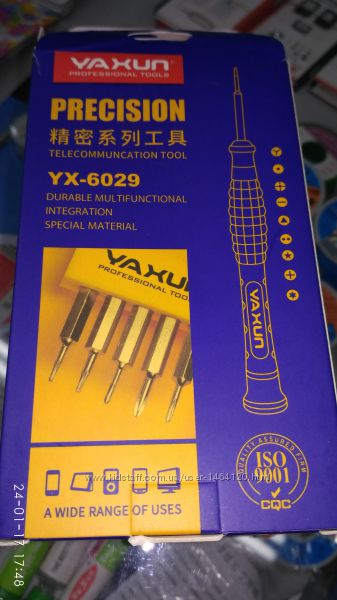 YAXUN
PROFESSIONAL TOOLS
PRECISION
精密系列工具
TELECOMMUNCATION TOOL
YX-6029
DURABLE MULTIFUNCTIONAL
INTEGRATION
SPECIAL MATERIAL
YAXUN
PROFESSIONAL TOOL
YAXUN
QUALITY ASSURED FIRM
ISO
9001
CQC
A WIDE RANGE OF USES
24-01-17 17:48